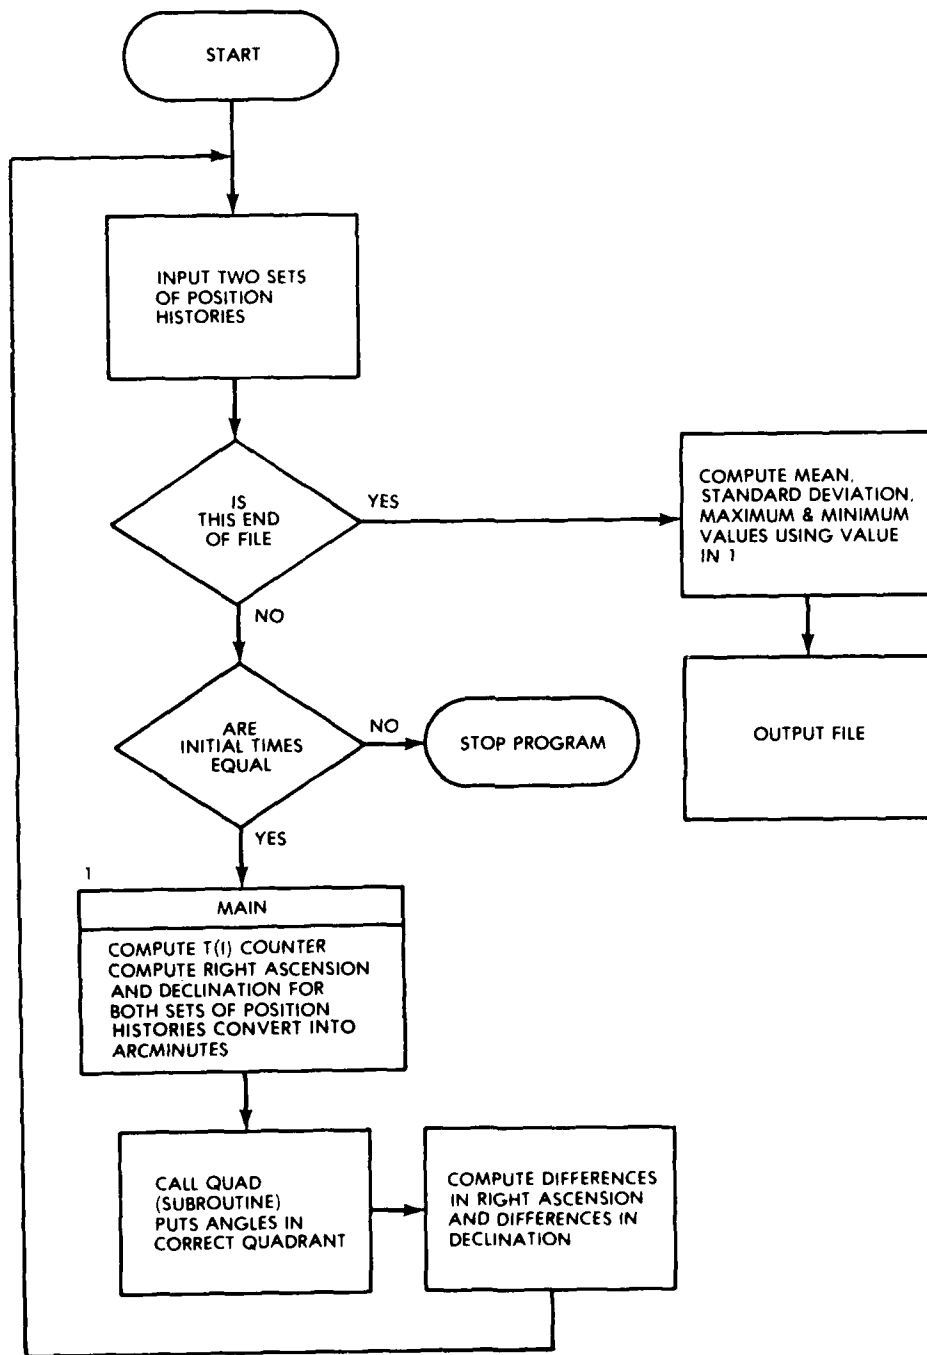 START
INPUT TWO SETS
OF POSITION
HISTORIES
IS
THIS END
OF FILE
YES
COMPUTE MEAN,
STANDARD DEVIATION,
MAXIMUM & MINIMUM
VALUES USING VALUE
IN 1
NO
ARE
INITIAL TIMES
EQUAL
NO
STOP PROGRAM
OUTPUT FILE
YES
1
MAIN
COMPUTE T(I) COUNTER
COMPUTE RIGHT ASCENSION
AND DECLINATION FOR
BOTH SETS OF POSITION
HISTORIES CONVERT INTO
ARCMINUTES
CALL QUAD
(SUBROUTINE)
PUTS ANGLES IN
CORRECT QUADRANT
COMPUTE DIFFERENCES
IN RIGHT ASCENSION
AND DIFFERENCES IN
DECLINATION